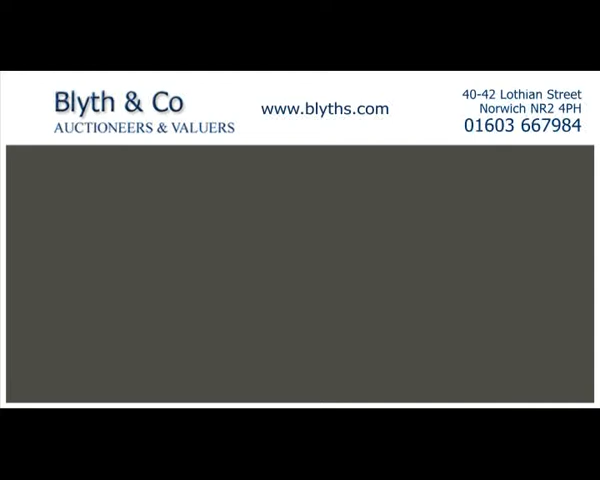 Blyth & Co
AUCTIONEERS & VALUERS
www.blyths.com
40-42 Lothian Street
Norwich NR2 4PH
01603 667984